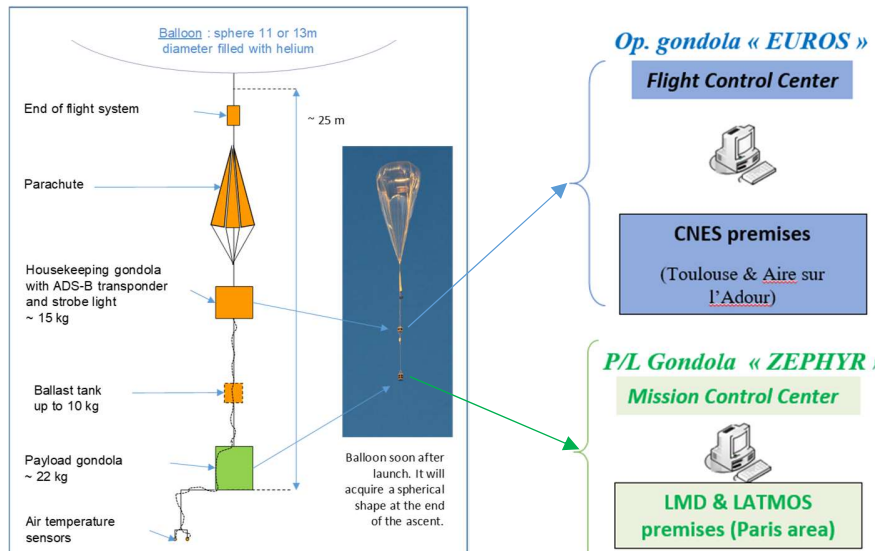 Balloon : sphere 11 or 13m
diameter filled with helium
End of flight system
~ 25 m
Parachute
Housekeeping gondola
with ADS-B transponder
and strobe light
~ 15 kg
Ballast tank
up to 10 kg
Payload gondola
~ 22 kg
Air temperature
sensors
Balloon soon after
launch. It will
acquire a spherical
shape at the end
of the ascent.
Op. gondola « EUROS »
Flight Control Center
CNES premises
(Toulouse & Aire sur
l'Adour)
P/L Gondola « ZEPHYR »
Mission Control Center
LMD & LATMOS
premises (Paris area)